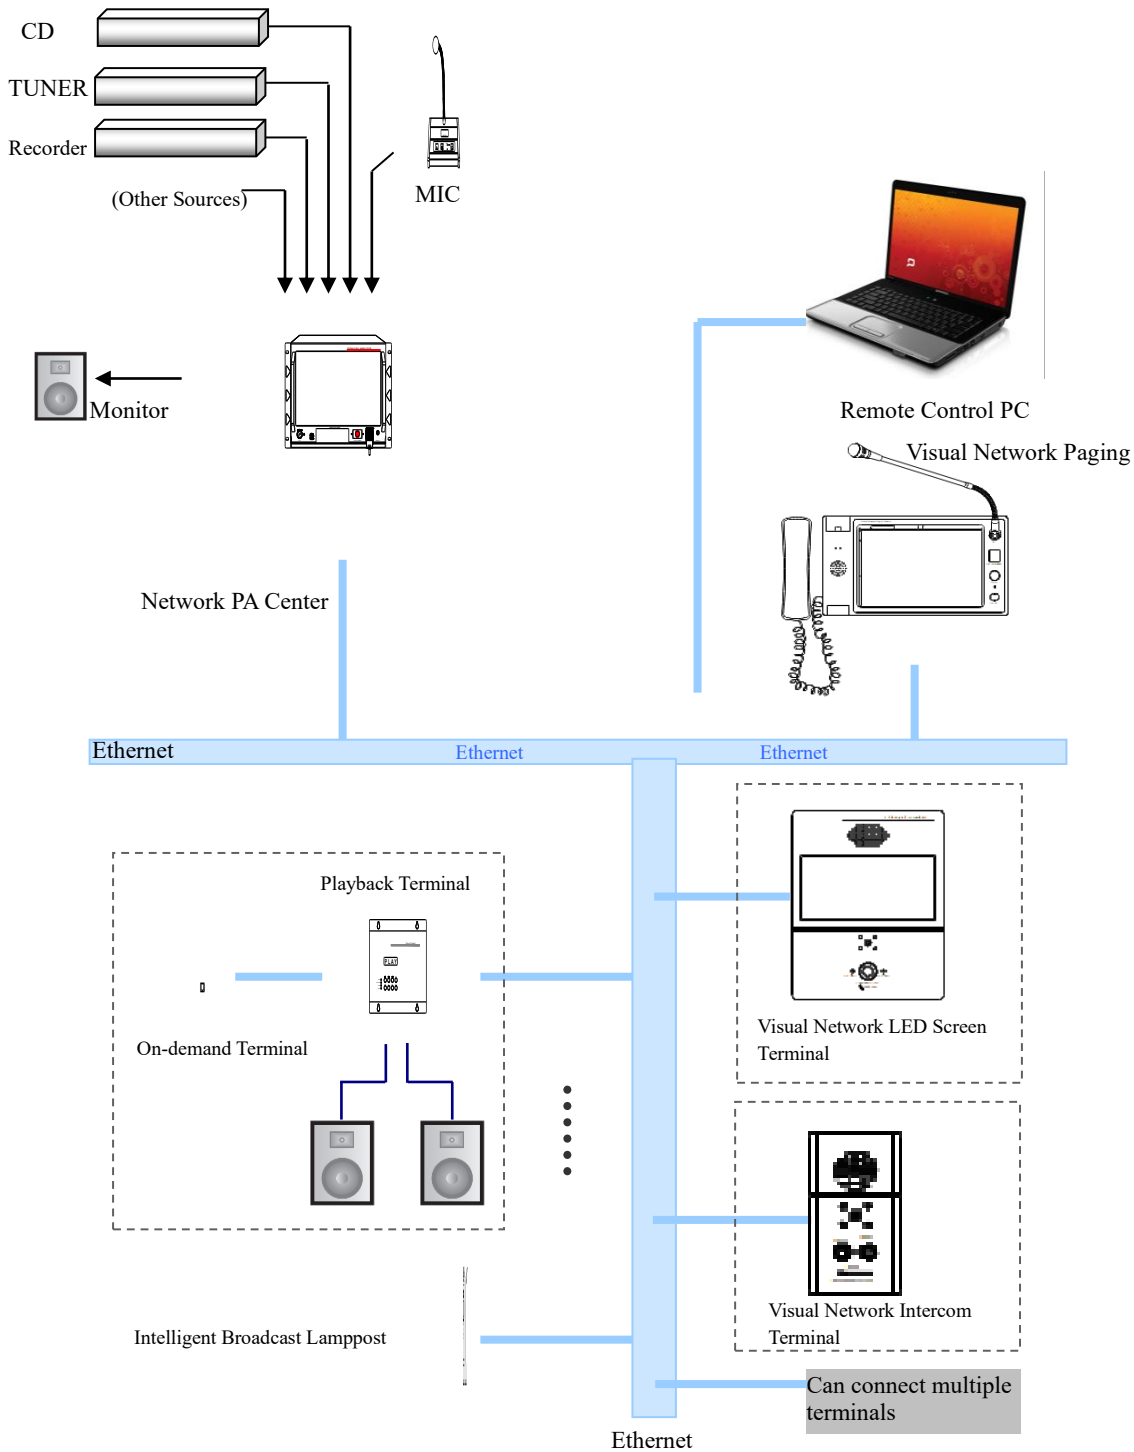 CD
TUNER
Recorder
(Other Sources)
MIC
Monitor
Remote Control PC
Visual Network Paging
Network PA Center
Ethernet
Ethernet
Ethernet
Playback Terminal
PLAY
On-demand Terminal
Visual Network LED Screen
Terminal
Visual Network Intercom
Terminal
Intelligent Broadcast Lamppost
Can connect multiple
terminals
Ethernet